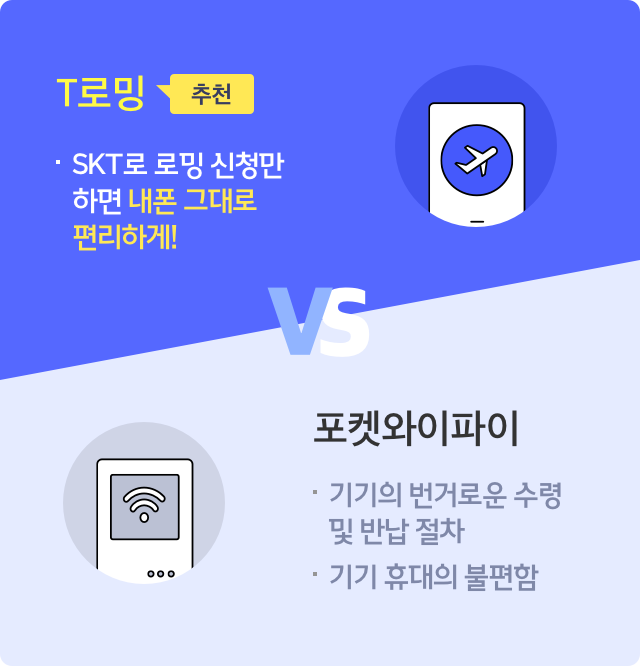 T로밍 추천
· SKT로 로밍 신청만
하면 내폰 그대로
편리하게!
VS
포켓와이파이
· 기기의 번거로운 수령
및 반납 절차
· 기기 휴대의 불편함